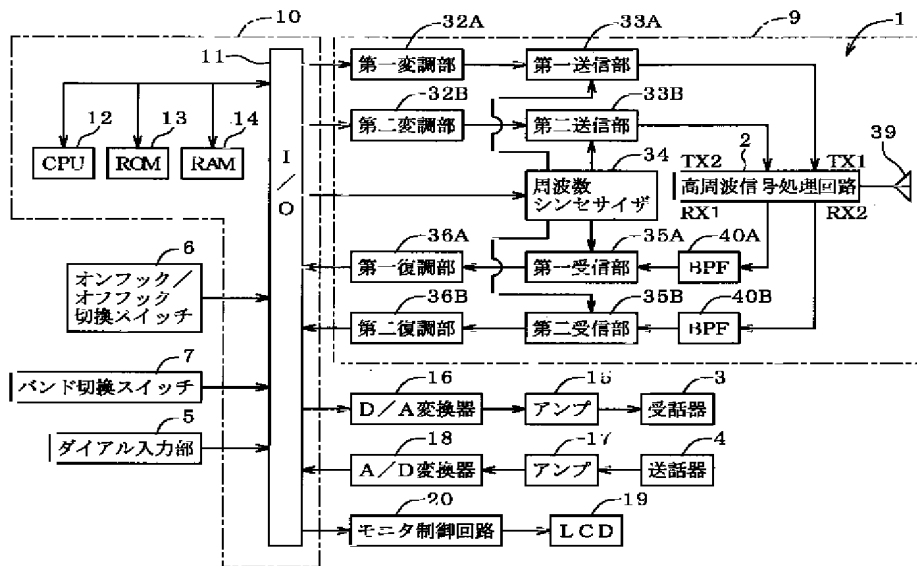 10
9
1
11
32A
33A
第一変調部
第一送信部
32B
33B
第二変調部
第二送信部
12
13
14
CPU
ROM
RAM
I/O
34
周波数
シンセサイザ
TX2
2
TX1
39
高周波信号処理回路
RX1
RX2
36A
35A
40A
第一復調部
第一受信部
BPF
36B
35B
40B
第二復調部
第二受信部
BPF
6
オンフック/
オフフック
切換スイッチ
7
バンド切換スイッチ
5
ダイアル入力部
16
15
3
D/A変換器
アンプ
受話器
18
17
4
A/D変換器
アンプ
送話器
20
19
モニタ制御回路
LCD